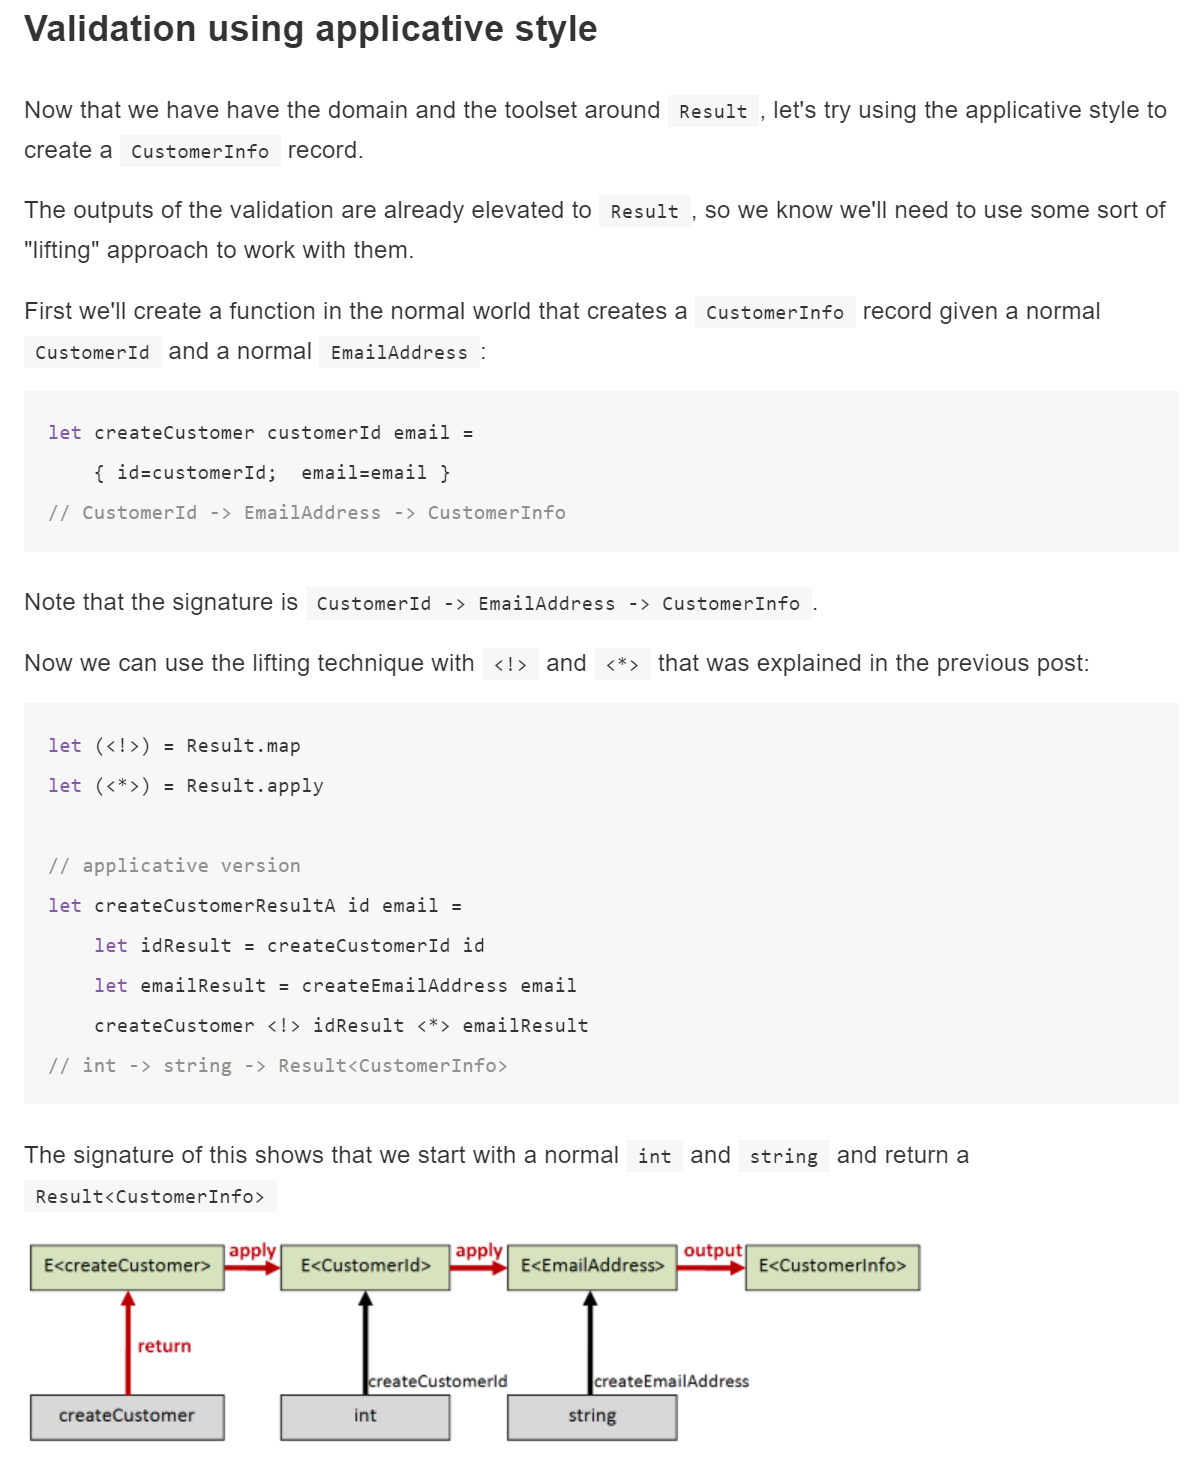 Validation using applicative style
Now that we have have the domain and the toolset around Result , let's try using the applicative style to
create a CustomerInfo record.
The outputs of the validation are already elevated to Result , so we know we'll need to use some sort of
"lifting" approach to work with them.
First we'll create a function in the normal world that creates a CustomerInfo record given a normal
CustomerId and a normal EmailAddress :
let createCustomer customerId email =
    { id=customerId;  email=email }
// CustomerId -> EmailAddress -> CustomerInfo
Note that the signature is CustomerId -> EmailAddress -> CustomerInfo .
Now we can use the lifting technique with <!> and <*> that was explained in the previous post:
let (<!>) = Result.map
let (<*>) = Result.apply
// applicative version
let createCustomerResultA id email =
    let idResult = createCustomerId id
    let emailResult = createEmailAddress email
    createCustomer <!> idResult <*> emailResult
// int -> string -> Result<CustomerInfo>
The signature of this shows that we start with a normal int and string and return a
Result<CustomerInfo>
E<createCustomer> apply E<CustomerId> apply E<EmailAddress> output E<CustomerInfo>
return
createCustomerId createEmailAddress
createCustomer int string